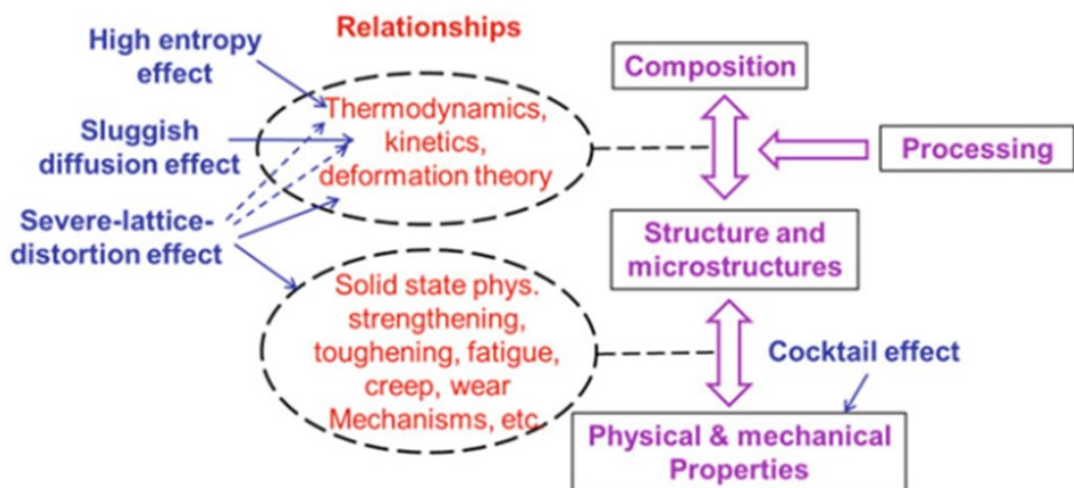 Relationships
High entropy
effect
Sluggish
diffusion effect
Severe-lattice-
distortion effect
Thermodynamics,
kinetics,
deformation theory
Solid state phys.
strengthening,
toughening, fatigue,
creep, wear
Mechanisms, etc
Composition
Processing
Structure and
microstructures
Cocktail effect
Physical & mechanical
Properties